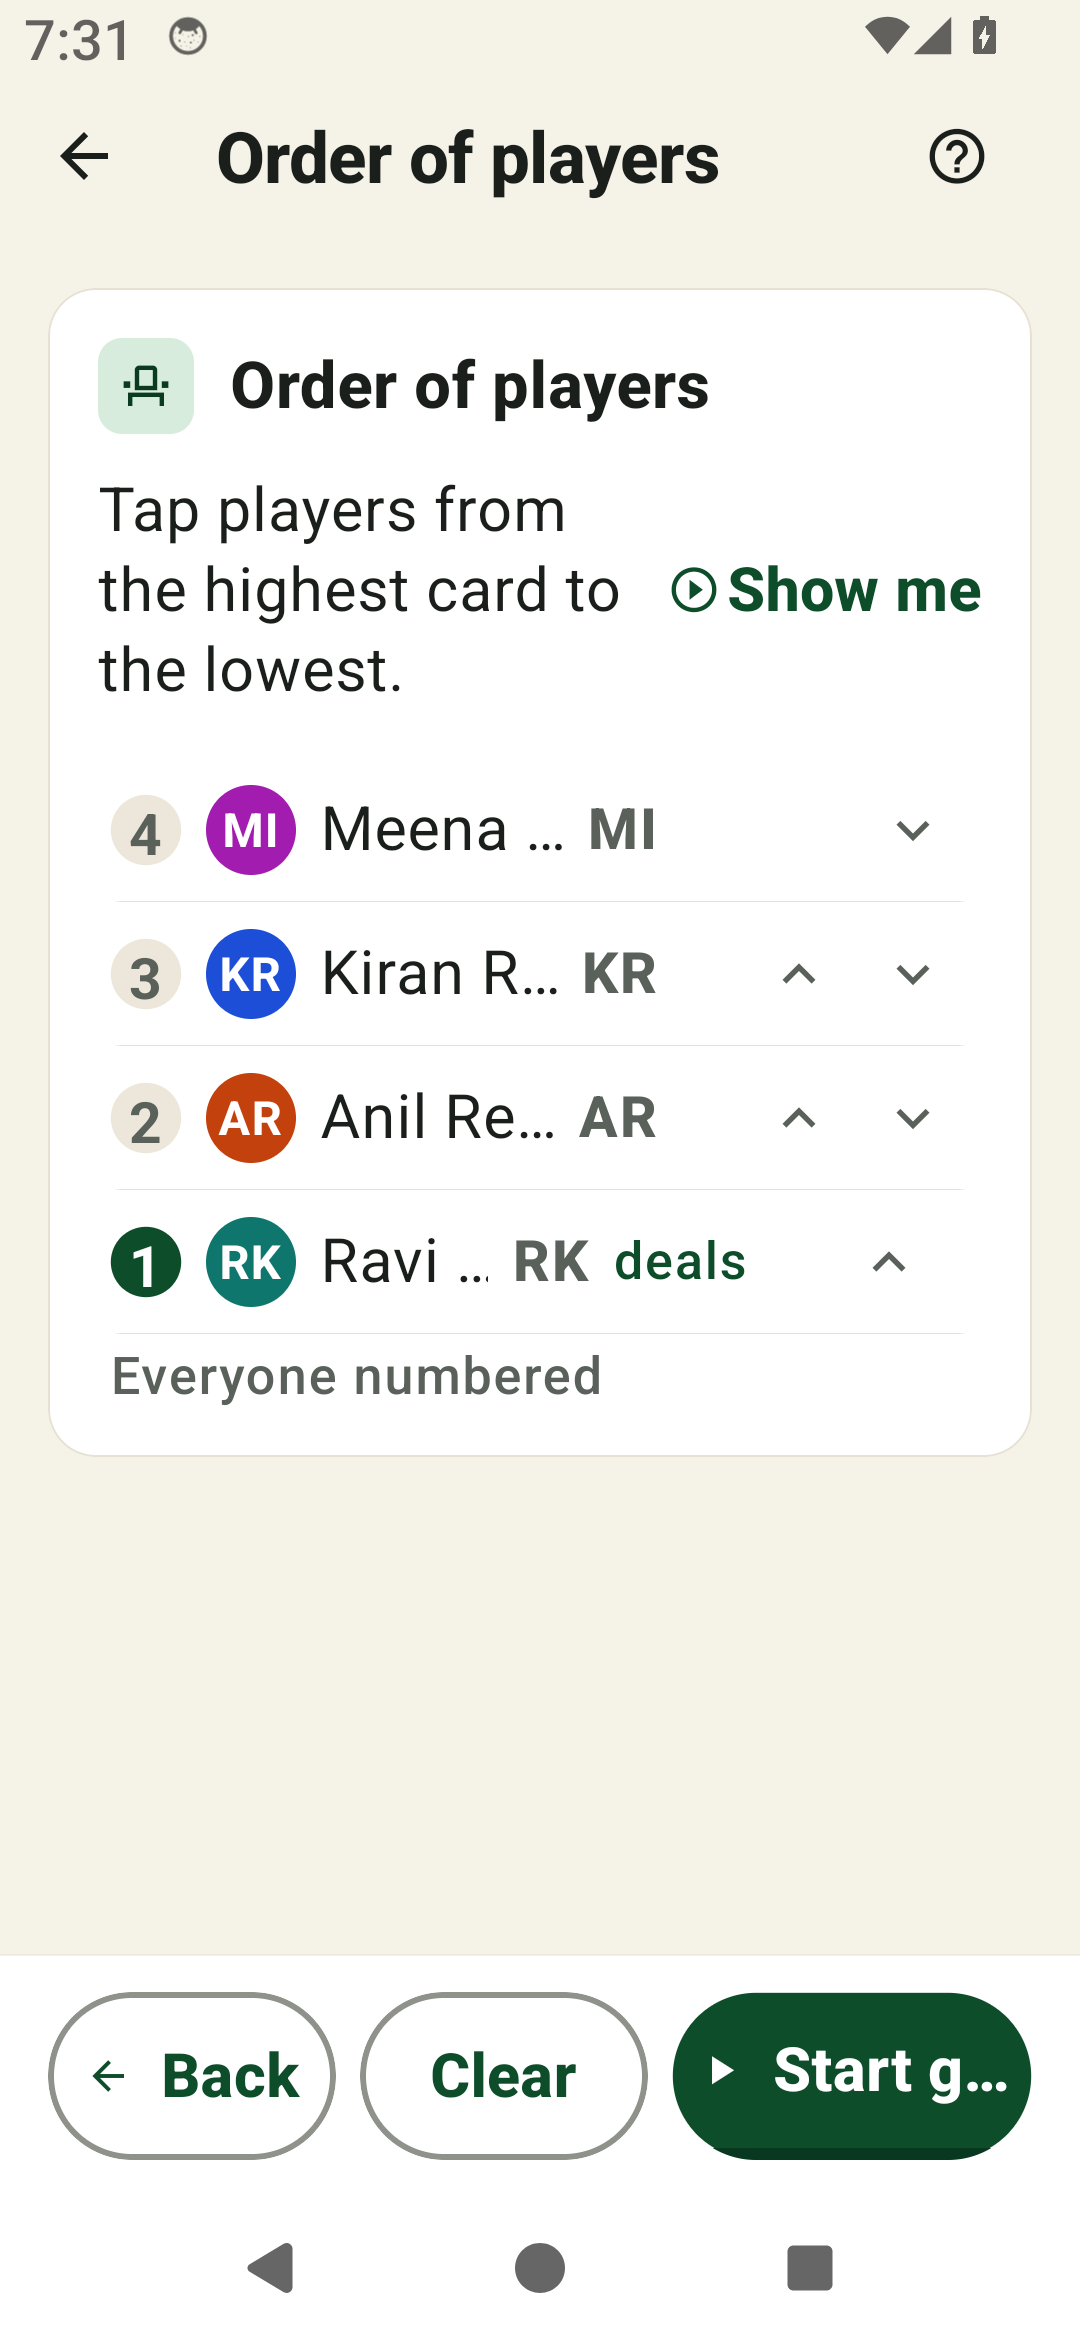 7:31
Order of players
Order of players
Tap players from
the highest card to
the lowest.
Show me
4 MI Meena … MI
3 KR Kiran R… KR
2 AR Anil Re… AR
1 RK Ravi … RK deals
Everyone numbered
Back Clear Start g…